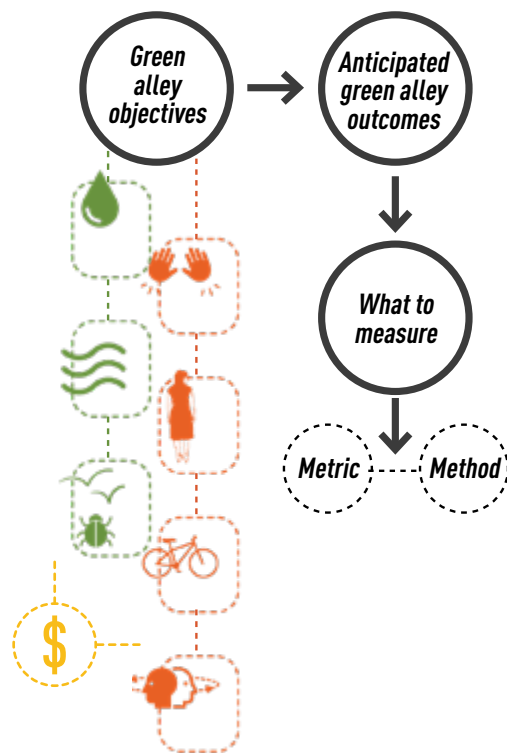 Green
alley
objectives
Anticipated
green alley
outcomes
What to
measure
Metric
Method
$